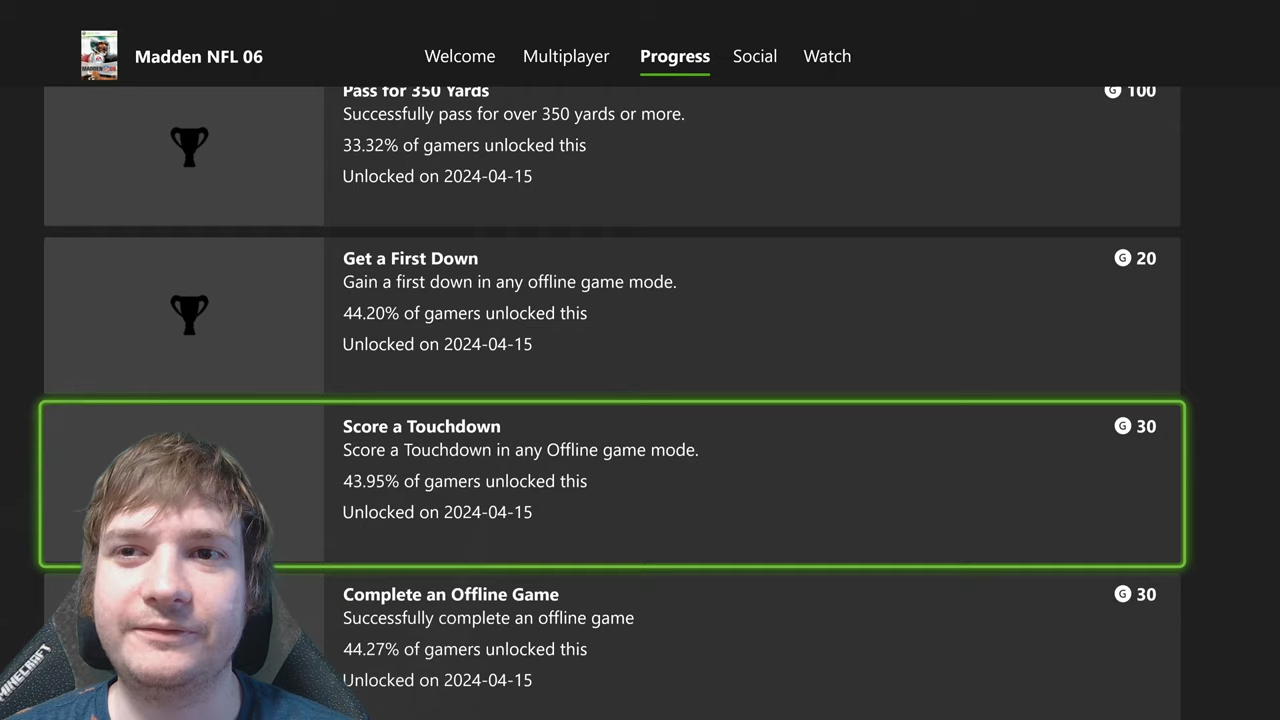 Madden NFL 06
Welcome
Multiplayer
Progress
Social
Watch
Pass for 350 Yards
G 100
Successfully pass for over 350 yards or more.
33.32% of gamers unlocked this
Unlocked on 2024-04-15
Get a First Down
G 20
Gain a first down in any offline game mode.
44.20% of gamers unlocked this
Unlocked on 2024-04-15
Score a Touchdown
G 30
Score a Touchdown in any Offline game mode.
43.95% of gamers unlocked this
Unlocked on 2024-04-15
Complete an Offline Game
G 30
Successfully complete an offline game
44.27% of gamers unlocked this
Unlocked on 2024-04-15
MINECRAFT